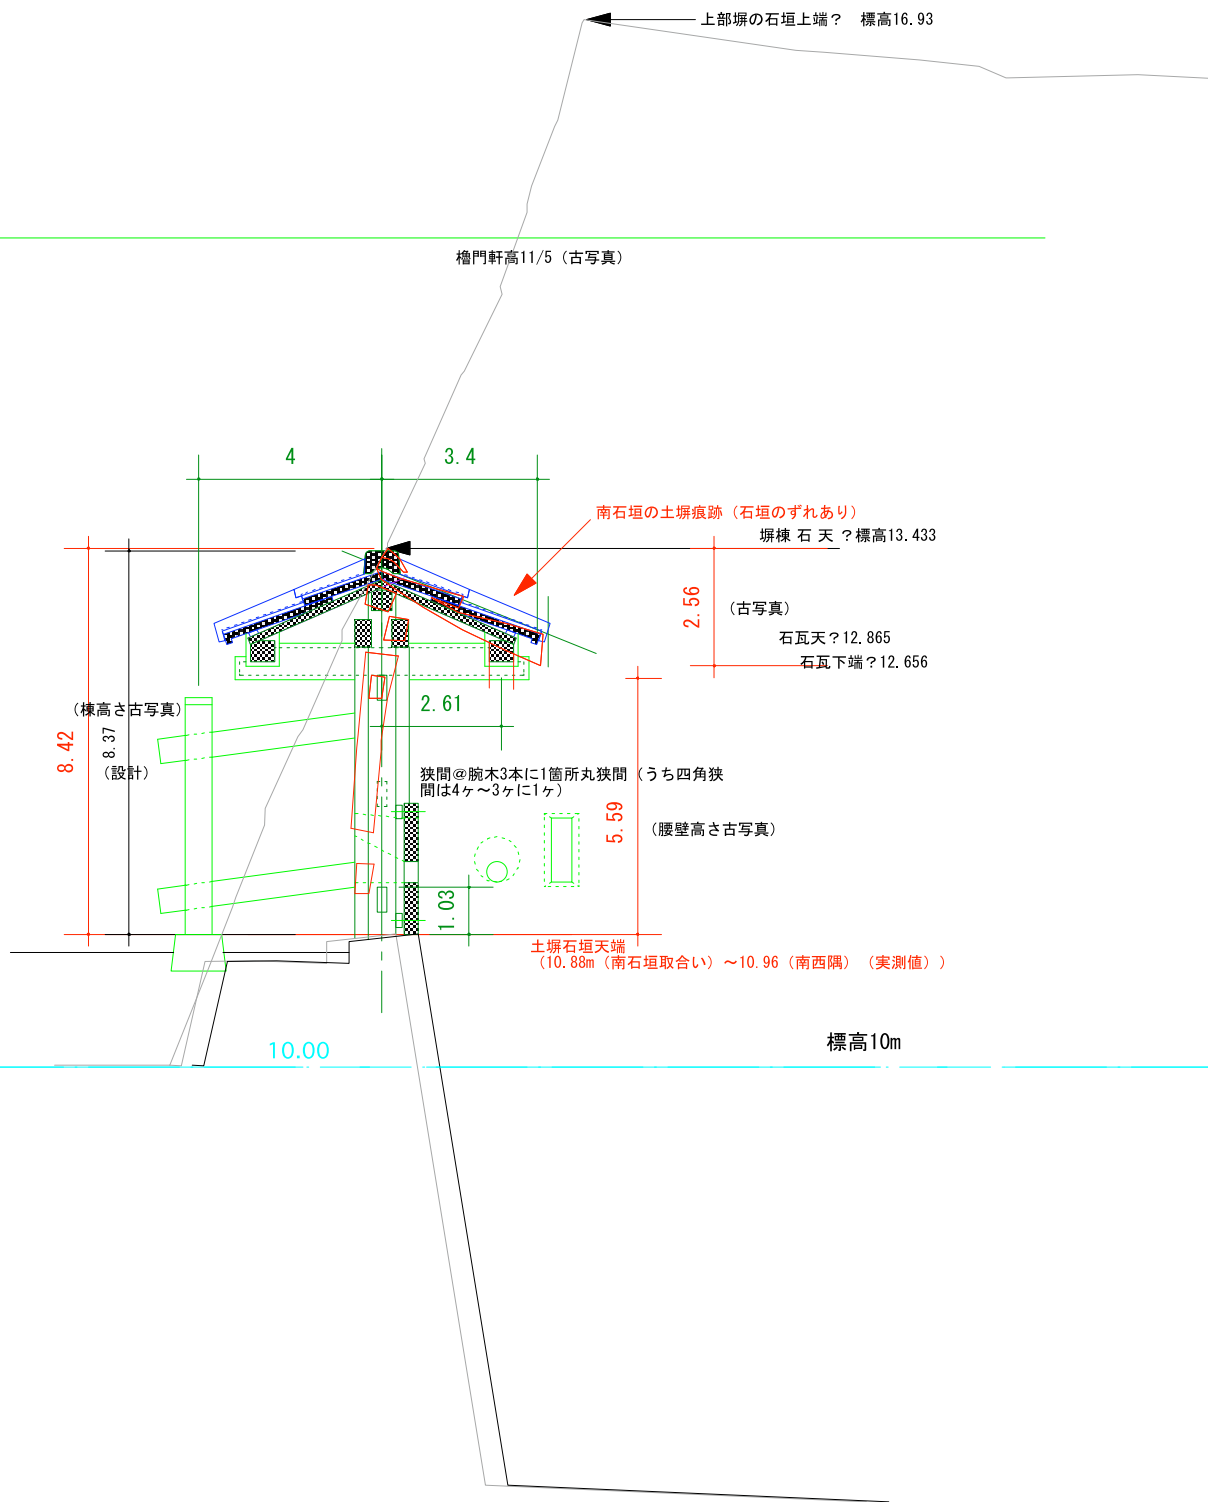 上部塀の石垣上端？　標高16.93
櫓門軒高11/5（古写真）
4
3.4
南石垣の土塀痕跡（石垣のずれあり）
塀棟 石 天 ？標高13.433
2.56
（古写真）
石瓦天？12.865
石瓦下端？12.656
2.61
（棟高さ古写真）
8.42
8.37
（設計）
狭間＠腕木3本に1箇所丸狭間（うち四角狭
間は4ヶ～3ヶに1ヶ）
5.59
（腰壁高さ古写真）
1.03
土塀石垣天端
（10.88m（南石垣取合い）～10.96（南西隅）（実測値））
標高10m
10.00